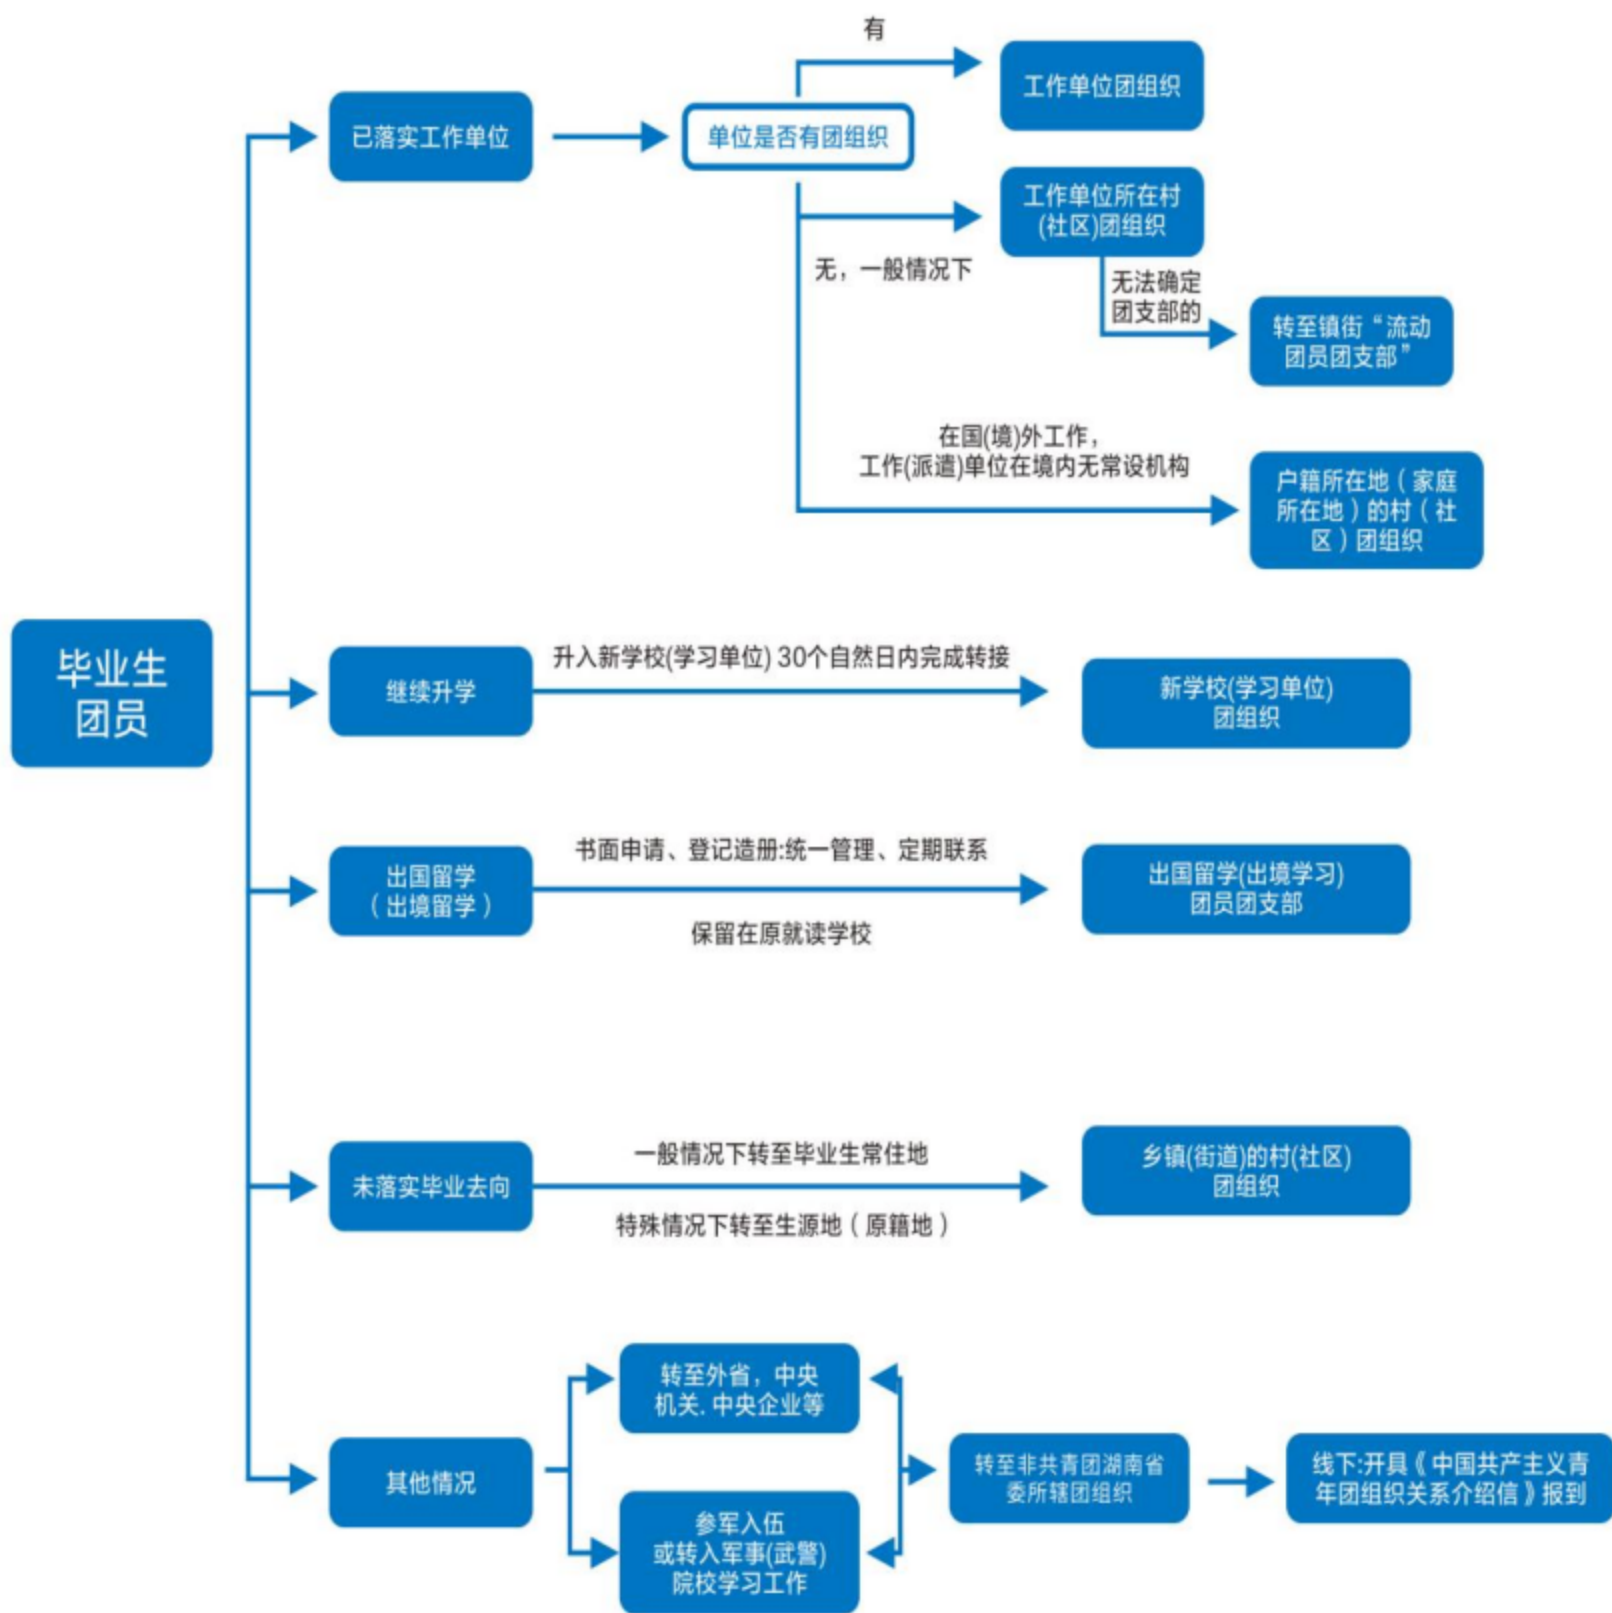 有
工作单位团组织
已落实工作单位
单位是否有团组织
工作单位所在村
(社区)团组织
无，一般情况下
无法确定
团支部的
转至镇街“流动
团员团支部”
在国(境)外工作，
工作(派遣)单位在境内无常设机构
户籍所在地（家庭
所在地）的村（社
区）团组织
毕业生
团员
继续升学
升入新学校(学习单位) 30个自然日内完成转接
新学校(学习单位)
团组织
出国留学
（出境留学）
书面申请、登记造册:统一管理、定期联系
保留在原就读学校
出国留学(出境学习)
团员团支部
未落实毕业去向
一般情况下转至毕业生常住地
特殊情况下转至生源地（原籍地）
乡镇(街道)的村(社区)
团组织
其他情况
转至外省，中央
机关. 中央企业等
参军入伍
或转入军事(武警)
院校学习工作
转至非共青团湖南省
委所辖团组织
线下:开具《中国共产主义青
年团组织关系介绍信》报到